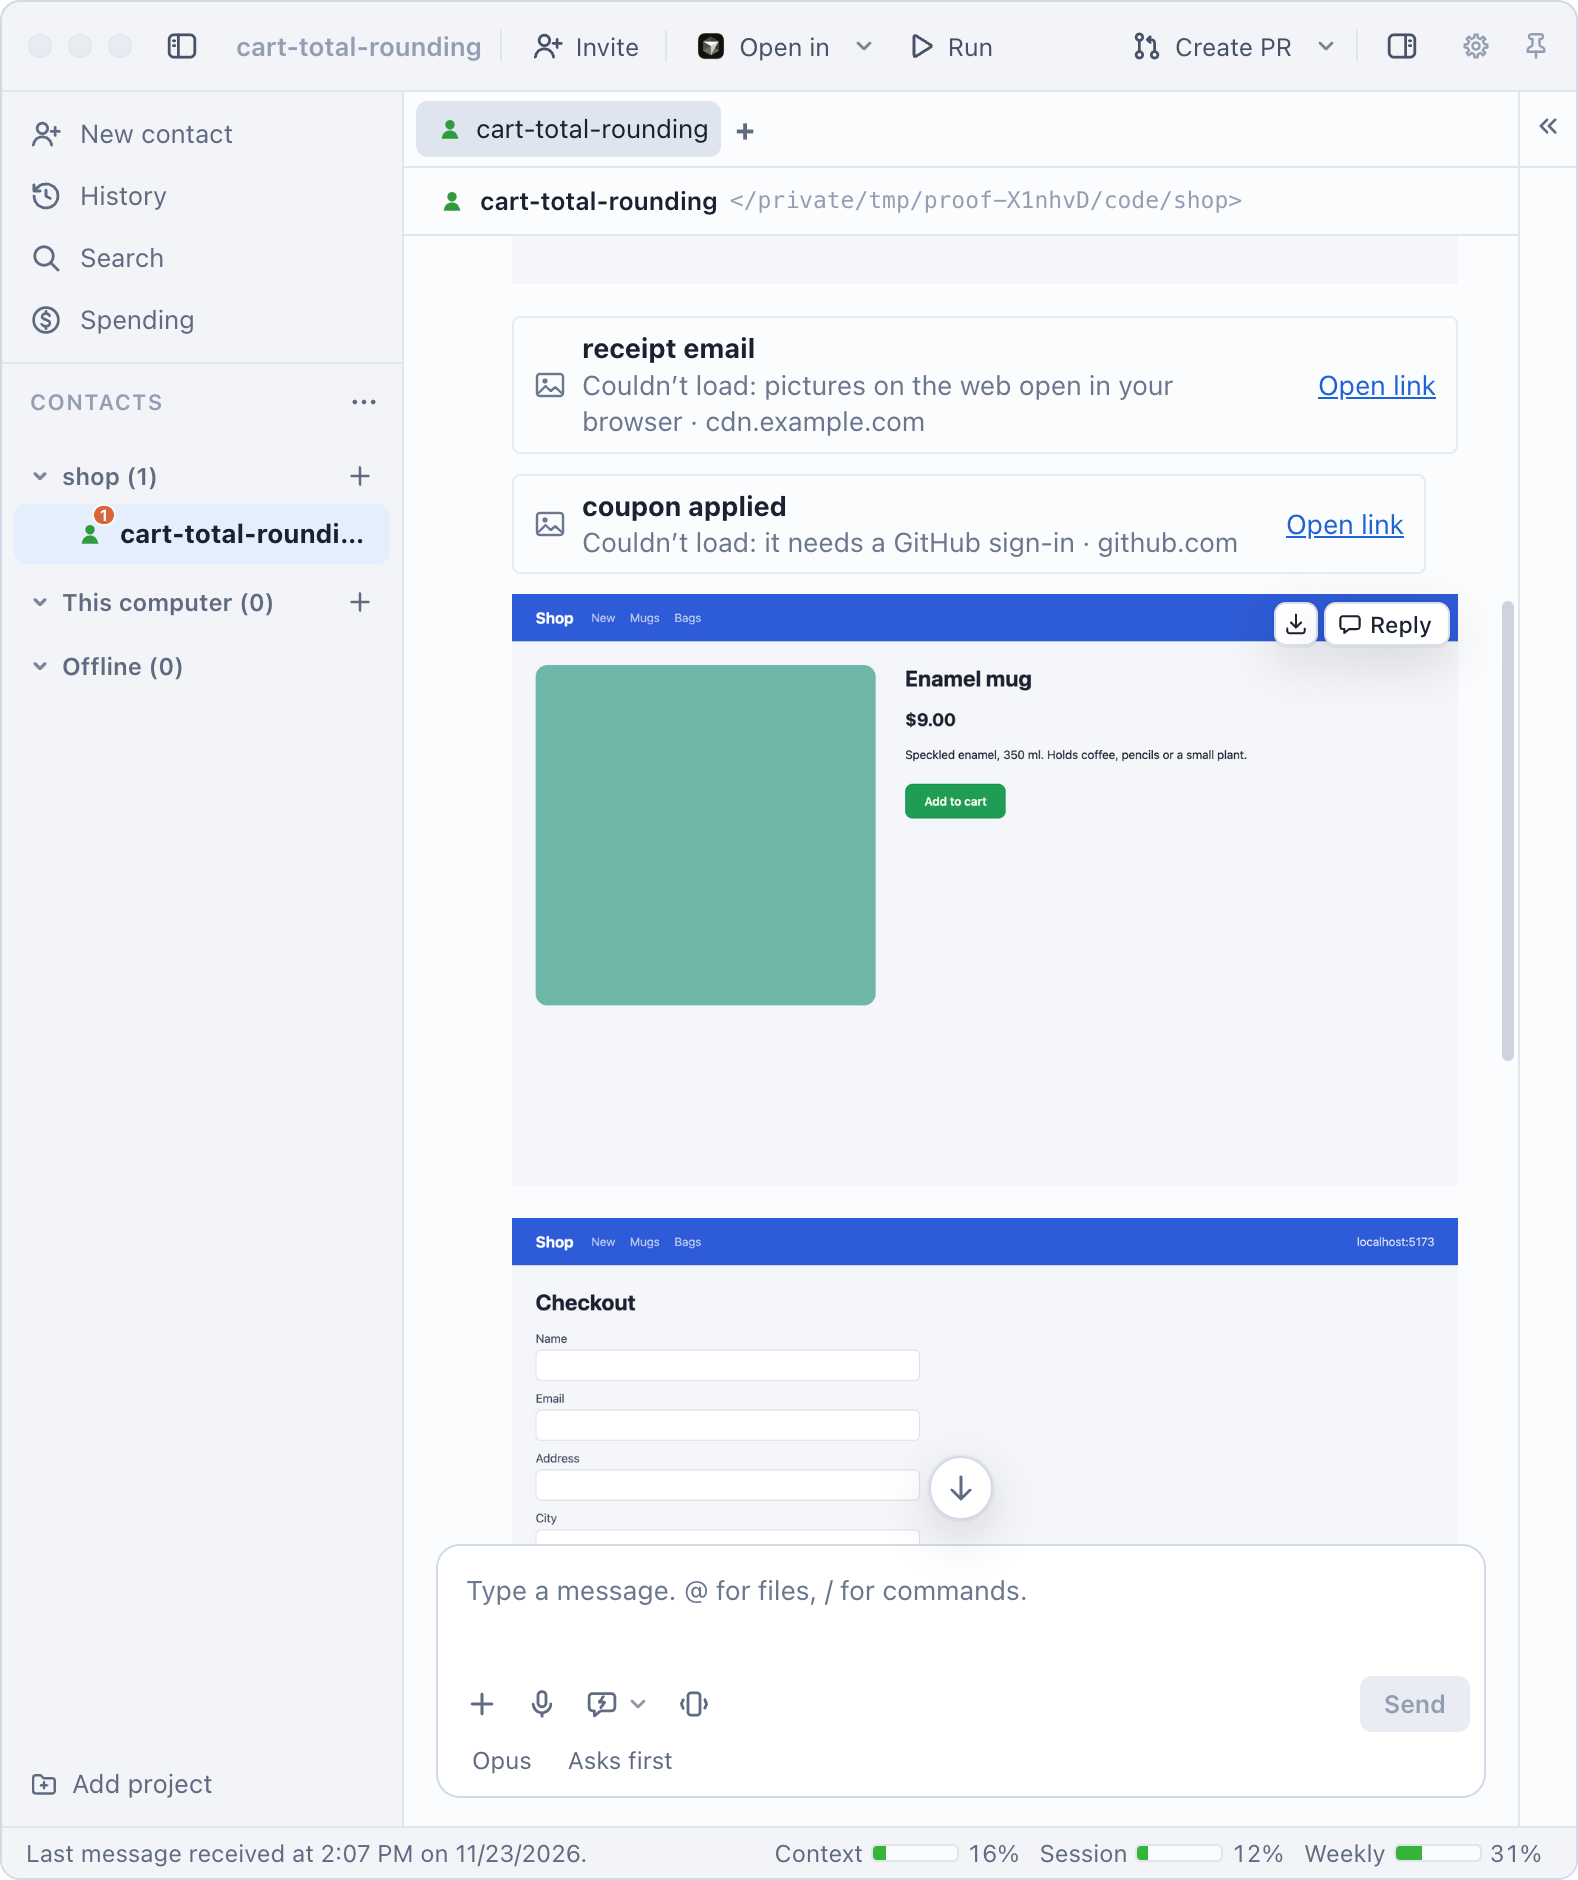 cart-total-rounding
Invite
Open in
Run
Create PR
New contact
History
Search
Spending
CONTACTS
shop (1)
1
cart-total-roundi...
This computer (0)
Offline (0)
Add project
cart-total-rounding
cart-total-rounding </private/tmp/proof-X1nhvD/code/shop>
receipt email
Couldn’t load: pictures on the web open in your
browser · cdn.example.com
Open link
coupon applied
Couldn’t load: it needs a GitHub sign-in · github.com
Open link
Shop New Mugs Bags
Reply
Enamel mug
$9.00
Speckled enamel, 350 ml. Holds coffee, pencils or a small plant.
Add to cart
Shop New Mugs Bags localhost:5173
Checkout
Name
Email
Address
City
Type a message. @ for files, / for commands.
Send
Opus Asks first
Last message received at 2:07 PM on 11/23/2026.
Context 16% Session 12% Weekly 31%